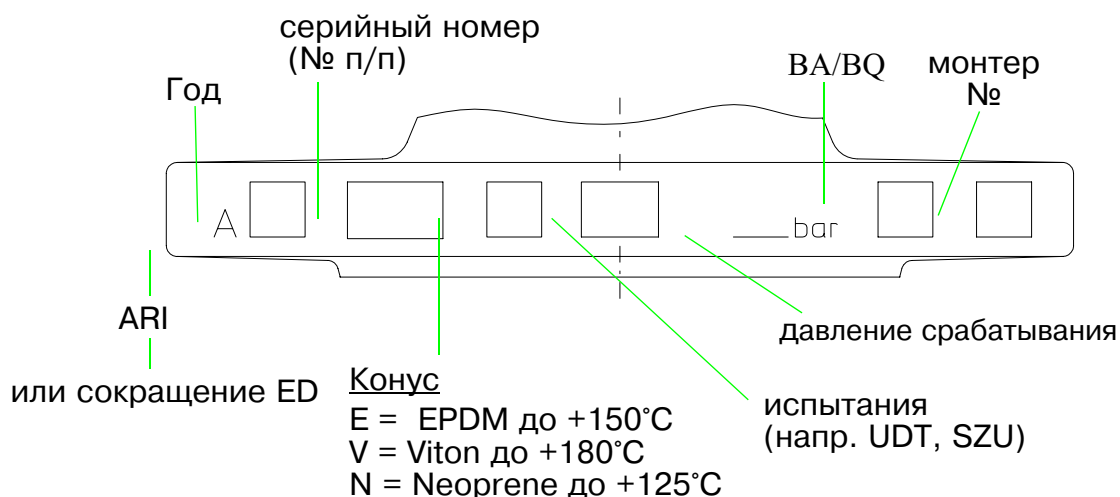 серийный номер
(№ п/п)
Год
BA/BQ
монтер
№
A
___bar
ARI
или сокращение ED
давление срабатывания
Конус
E = EPDM до +150°C
V = Viton до +180°C
N = Neoprene до +125°C
испытания
(напр. UDT, SZU)